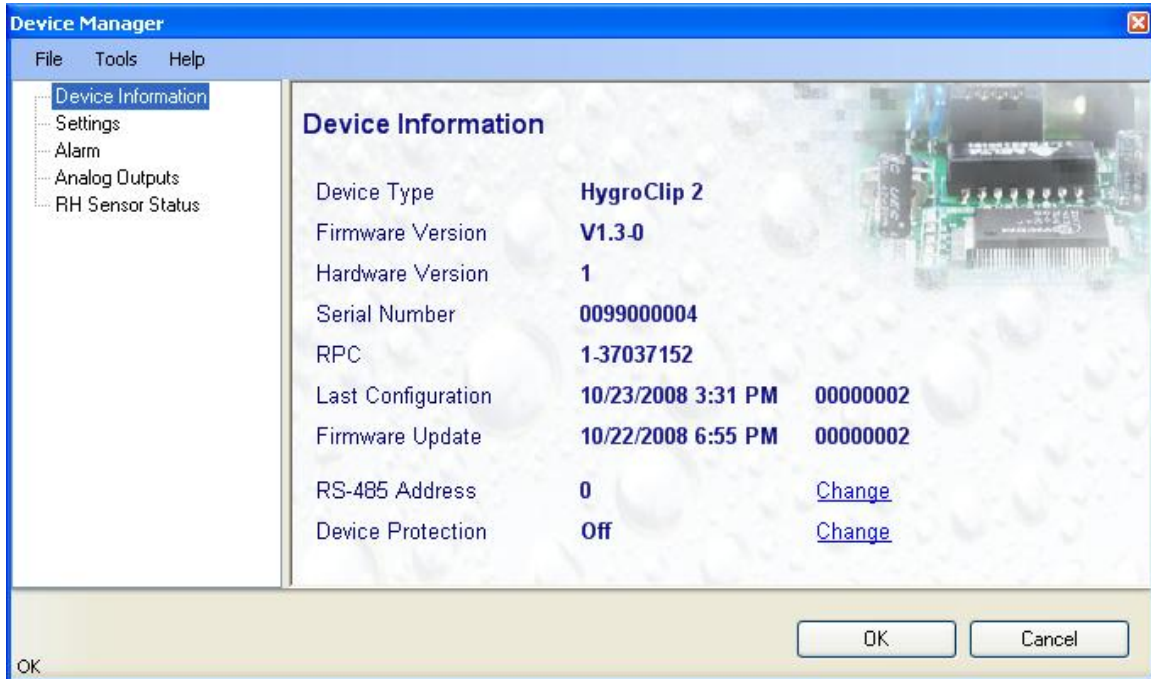 Device Manager
File Tools Help
Device Information
Settings
Alarm
Analog Outputs
RH Sensor Status
Device Information
Device Type HygroClip 2
Firmware Version V1.3-0
Hardware Version 1
Serial Number 0099000004
RPC 1-37037152
Last Configuration 10/23/2008 3:31 PM 00000002
Firmware Update 10/22/2008 6:55 PM 00000002
RS-485 Address 0 Change
Device Protection Off Change
OK Cancel
OK